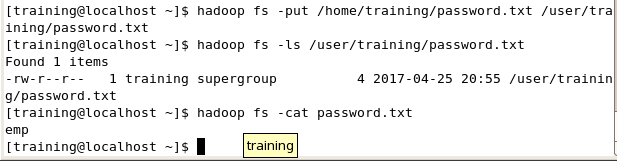 [training@localhost ~]$ hadoop fs -put /home/training/password.txt /user/tra
ining/password.txt
[training@localhost ~]$ hadoop fs -ls /user/training/password.txt
Found 1 items
-rw-r--r--   1 training supergroup          4 2017-04-25 20:55 /user/trainin
g/password.txt
[training@localhost ~]$ hadoop fs -cat password.txt
emp
[training@localhost ~]$
training